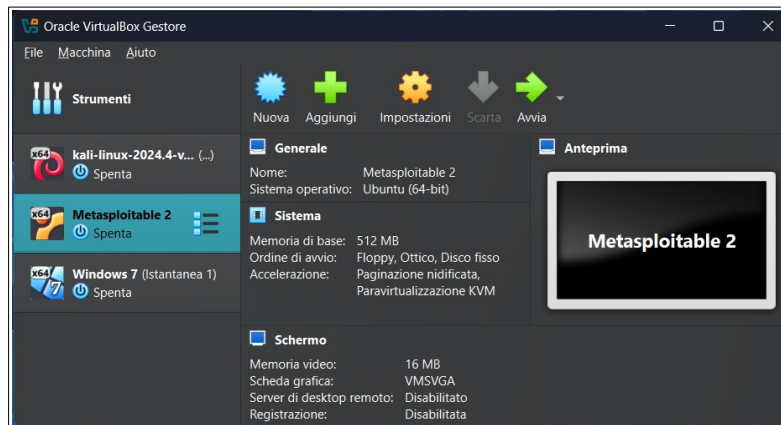 Oracle VirtualBox Gestore
File Macchina Aiuto
Strumenti
Nuova Aggiungi Impostazioni Scarta Avvia
x64
kali-linux-2024.4-v... (...)
Spenta
x64
Metasploitable 2
Spenta
x64
Windows 7 (Istantanea 1)
7
Spenta
Generale
Nome: Metasploitable 2
Sistema operativo: Ubuntu (64-bit)
Sistema
Memoria di base: 512 MB
Ordine di avvio: Floppy, Ottico, Disco fisso
Accelerazione: Paginazione nidificata,
Paravirtualizzazione KVM
Schermo
Memoria video: 16 MB
Scheda grafica: VMSVGA
Server di desktop remoto: Disabilitato
Registrazione: Disabilitata
Anteprima
Metasploitable 2